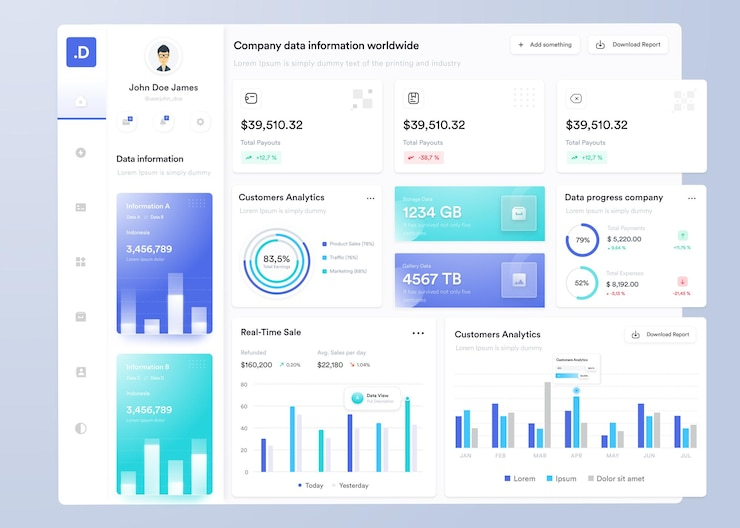 .D
John Doe James
@usejohn_doe
Data information
Lorem Ipsum is simply dummy
Information A
Data A Data B
Indonesia
3,456,789
Lorem ipsum dolor
Information B
Data A Data B
Indonesia
3,456,789
Lorem ipsum dolor
Company data information worldwide
Lorem Ipsum is simply dummy text of the printing and industry
+ Add something
Download Report
$39,510.32
Total Payouts
+12,7 %
$39,510.32
Total Payouts
-38,7 %
$39,510.32
Total Payouts
+12,7 %
Customers Analytics
Lorem Ipsum is simply dummy
83,5%
Total Earnings
Product Sales (79%)
Traffic (76%)
Marketing (68%)
Storage Data
1234 GB
It has survived not only five
centuries
Gallery Data
4567 TB
It has survived not only five
centuries
Data progress company
Lorem Ipsum is simply dummy
79%
Total Payments
$ 5,220.00
+11,75 %
52%
Total Expenses
$ 8,192.00
-21,45 %
Real-Time Sale
Refunded
$160,200
0.20%
Avg. Sales per day
$22,180
1.04%
80
60
40
20
0
Data View
Today
Yesterday
Customers Analytics
Lorem Ipsum is simply dummy
Download Report
Customers Analytics
JAN
FEB
MAR
APR
MEI
JUN
JUL
Lorem
Ipsum
Dolor sit amet